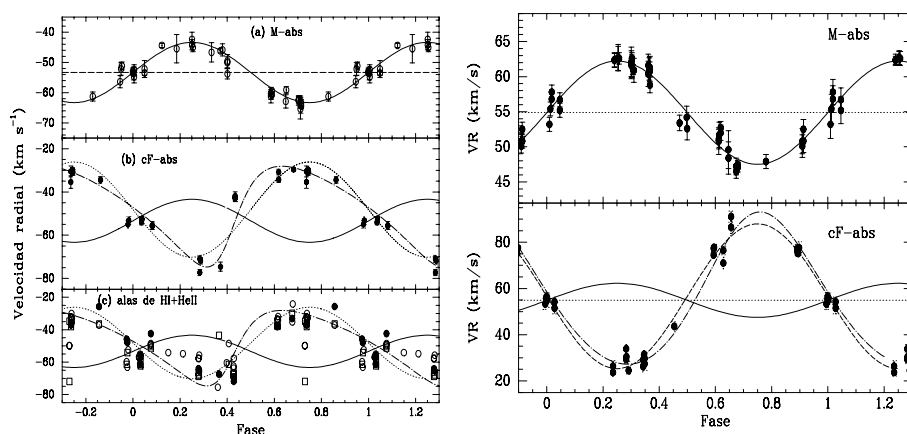 (a) M-abs
-40
-50
-60
-70
(b) cF-abs
-20
-40
-60
-80
(c) alas de HI+HeII
-20
-40
-60
-80
-0.2 0 0.2 0.4 0.6 0.8 1 1.2
Fase
Velocidad radial (km s⁻¹)
M-abs
65
60
55
50
45
VR (km/s)
cF-abs
80
60
40
20
VR (km/s)
0 0.2 0.4 0.6 0.8 1 1.2
Fase